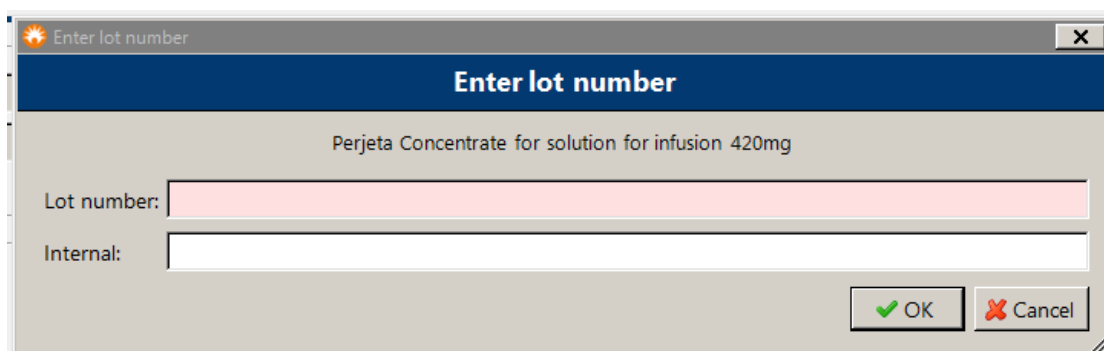 Enter lot number
Enter lot number
Perjeta Concentrate for solution for infusion 420mg
Lot number:
Internal:
OK Cancel